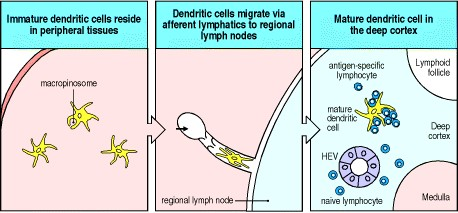 Immature dendritic cells reside
in peripheral tissues
macropinosome
Dendritic cells migrate via
afferent lymphatics to regional
lymph nodes
regional lymph node
Mature dendritic cell in
the deep cortex
antigen-specific
lymphocyte
Lymphoid
follicle
mature
dendritic
cell
Deep
cortex
HEV
naive lymphocyte
Medulla